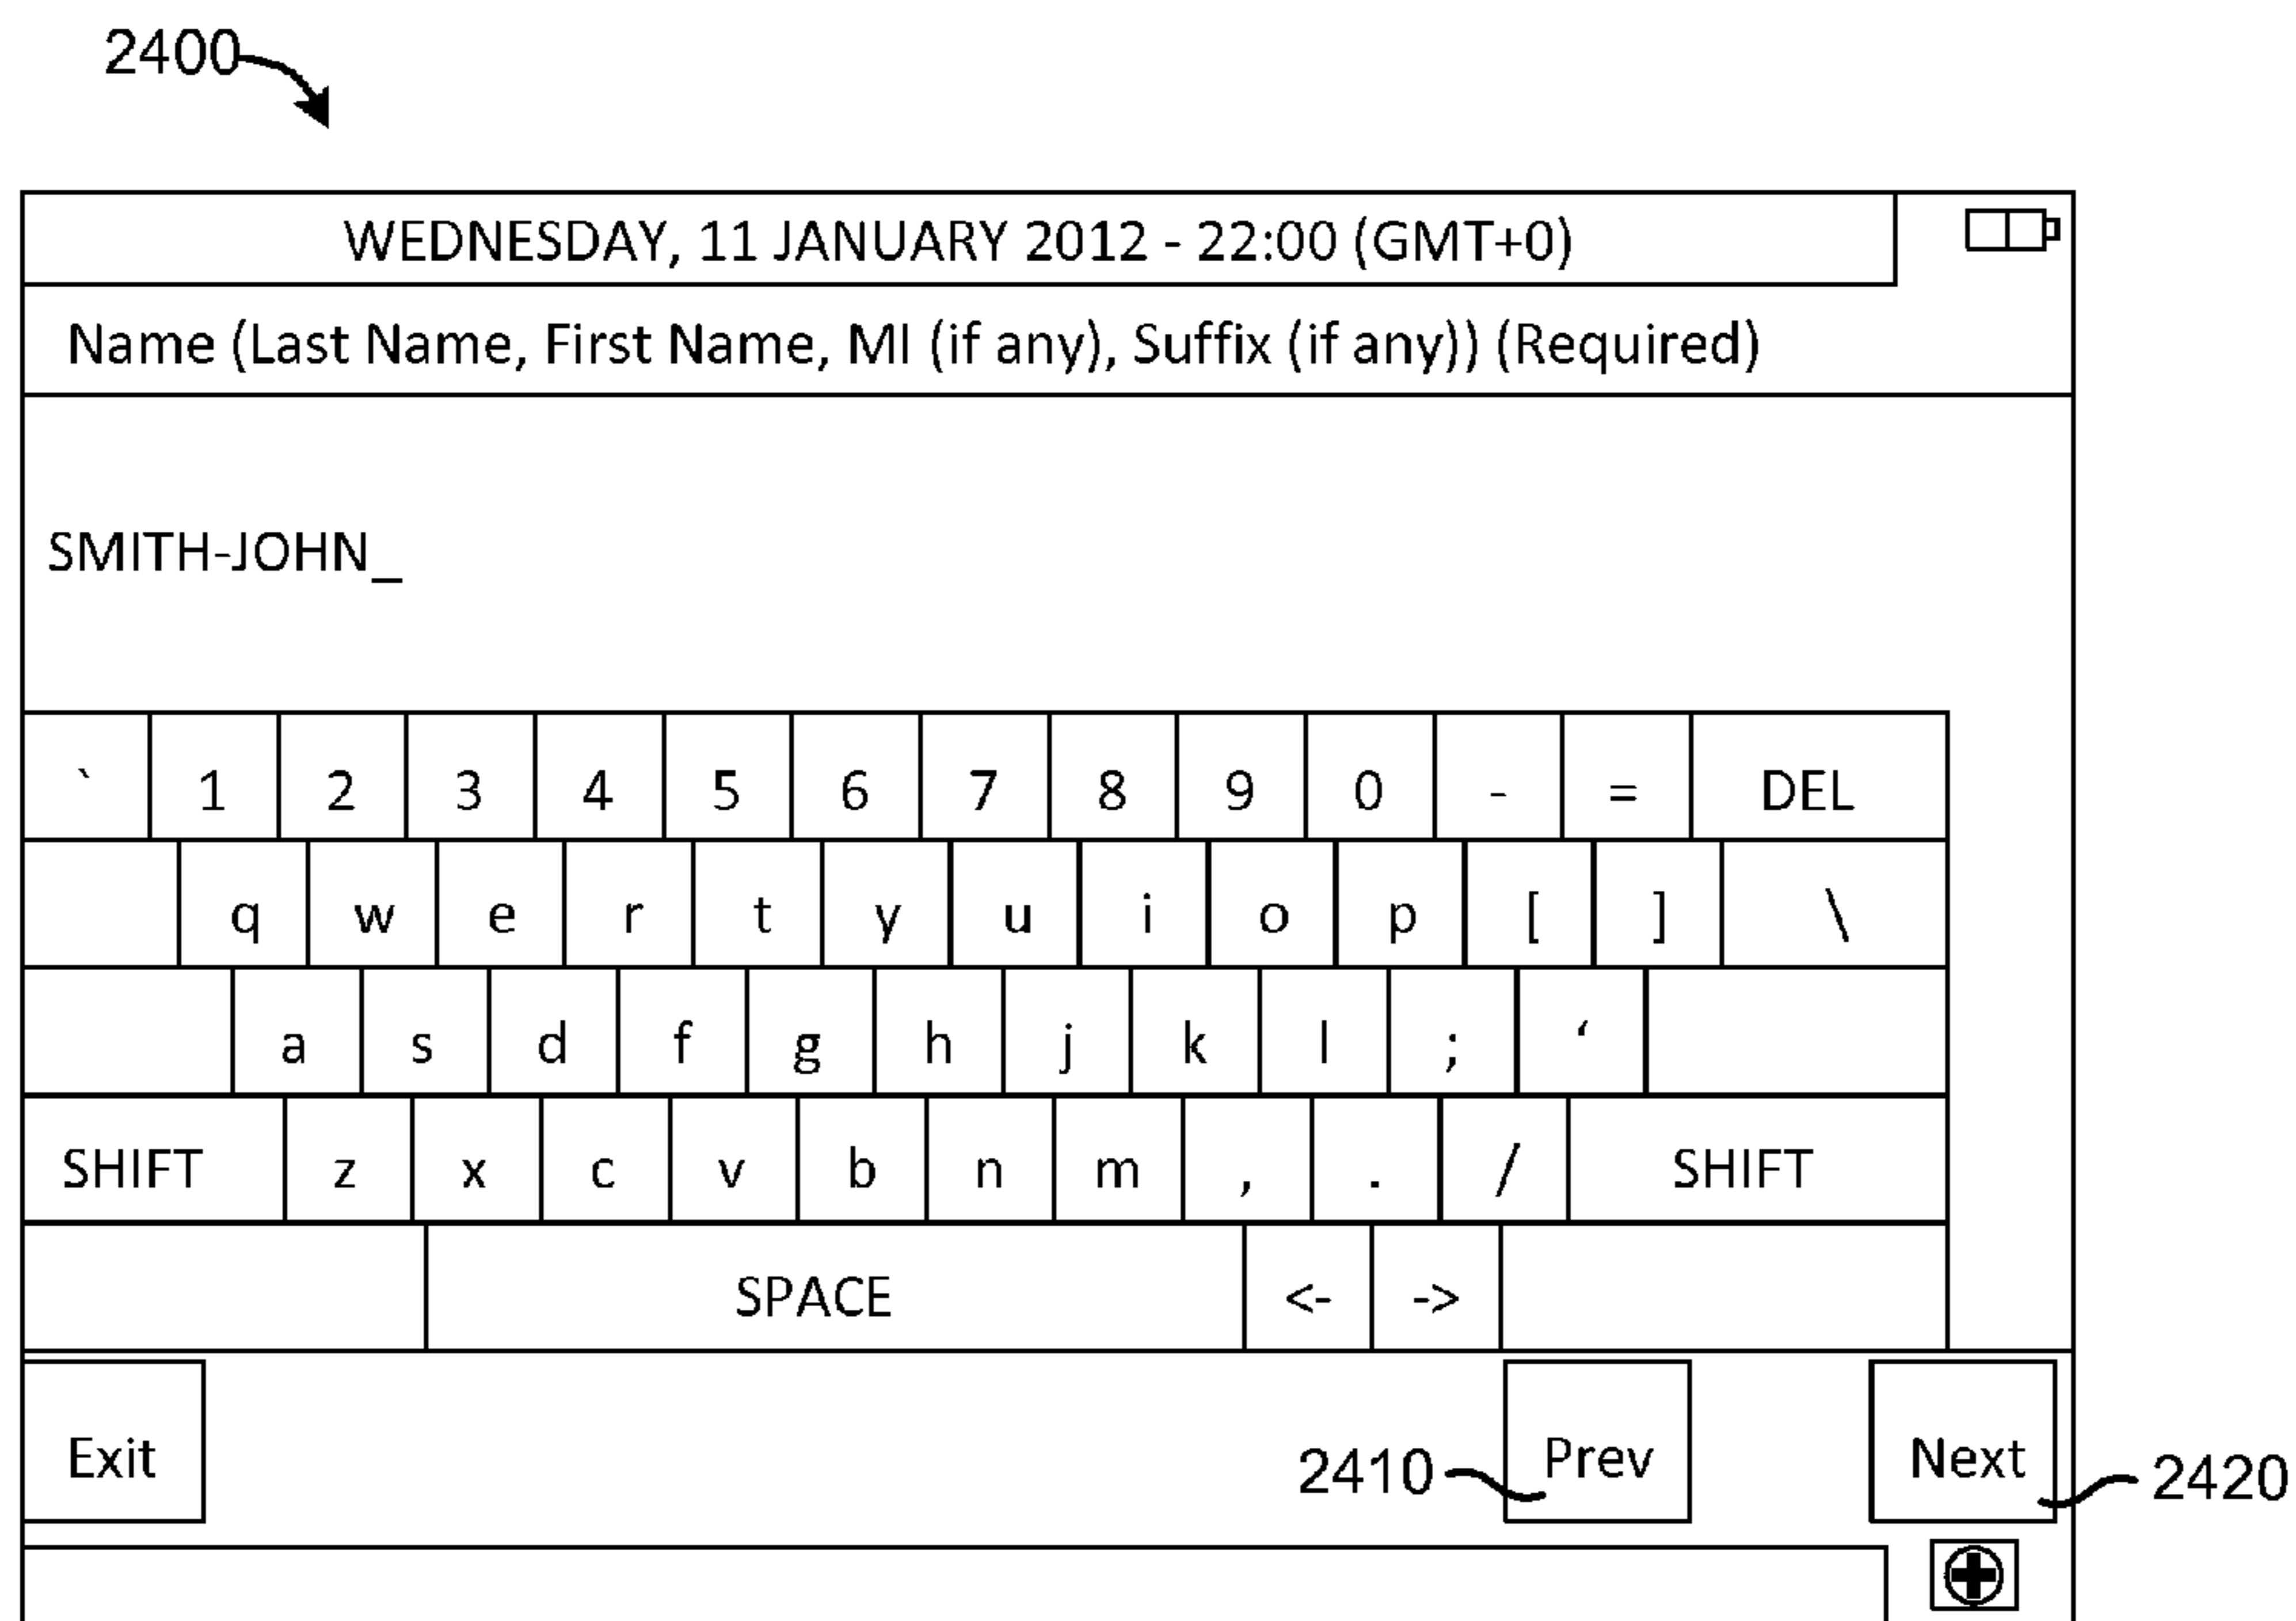 2400
WEDNESDAY, 11 JANUARY 2012 - 22:00 (GMT+0)
Name (Last Name, First Name, MI (if any), Suffix (if any)) (Required)
SMITH-JOHN_
` 1 2 3 4 5 6 7 8 9 0 - = DEL
q w e r t y u i o p [ ] \
a s d f g h j k l ; ‘
SHIFT z x c v b n m , . / SHIFT
SPACE <- ->
Exit 2410 Prev Next 2420